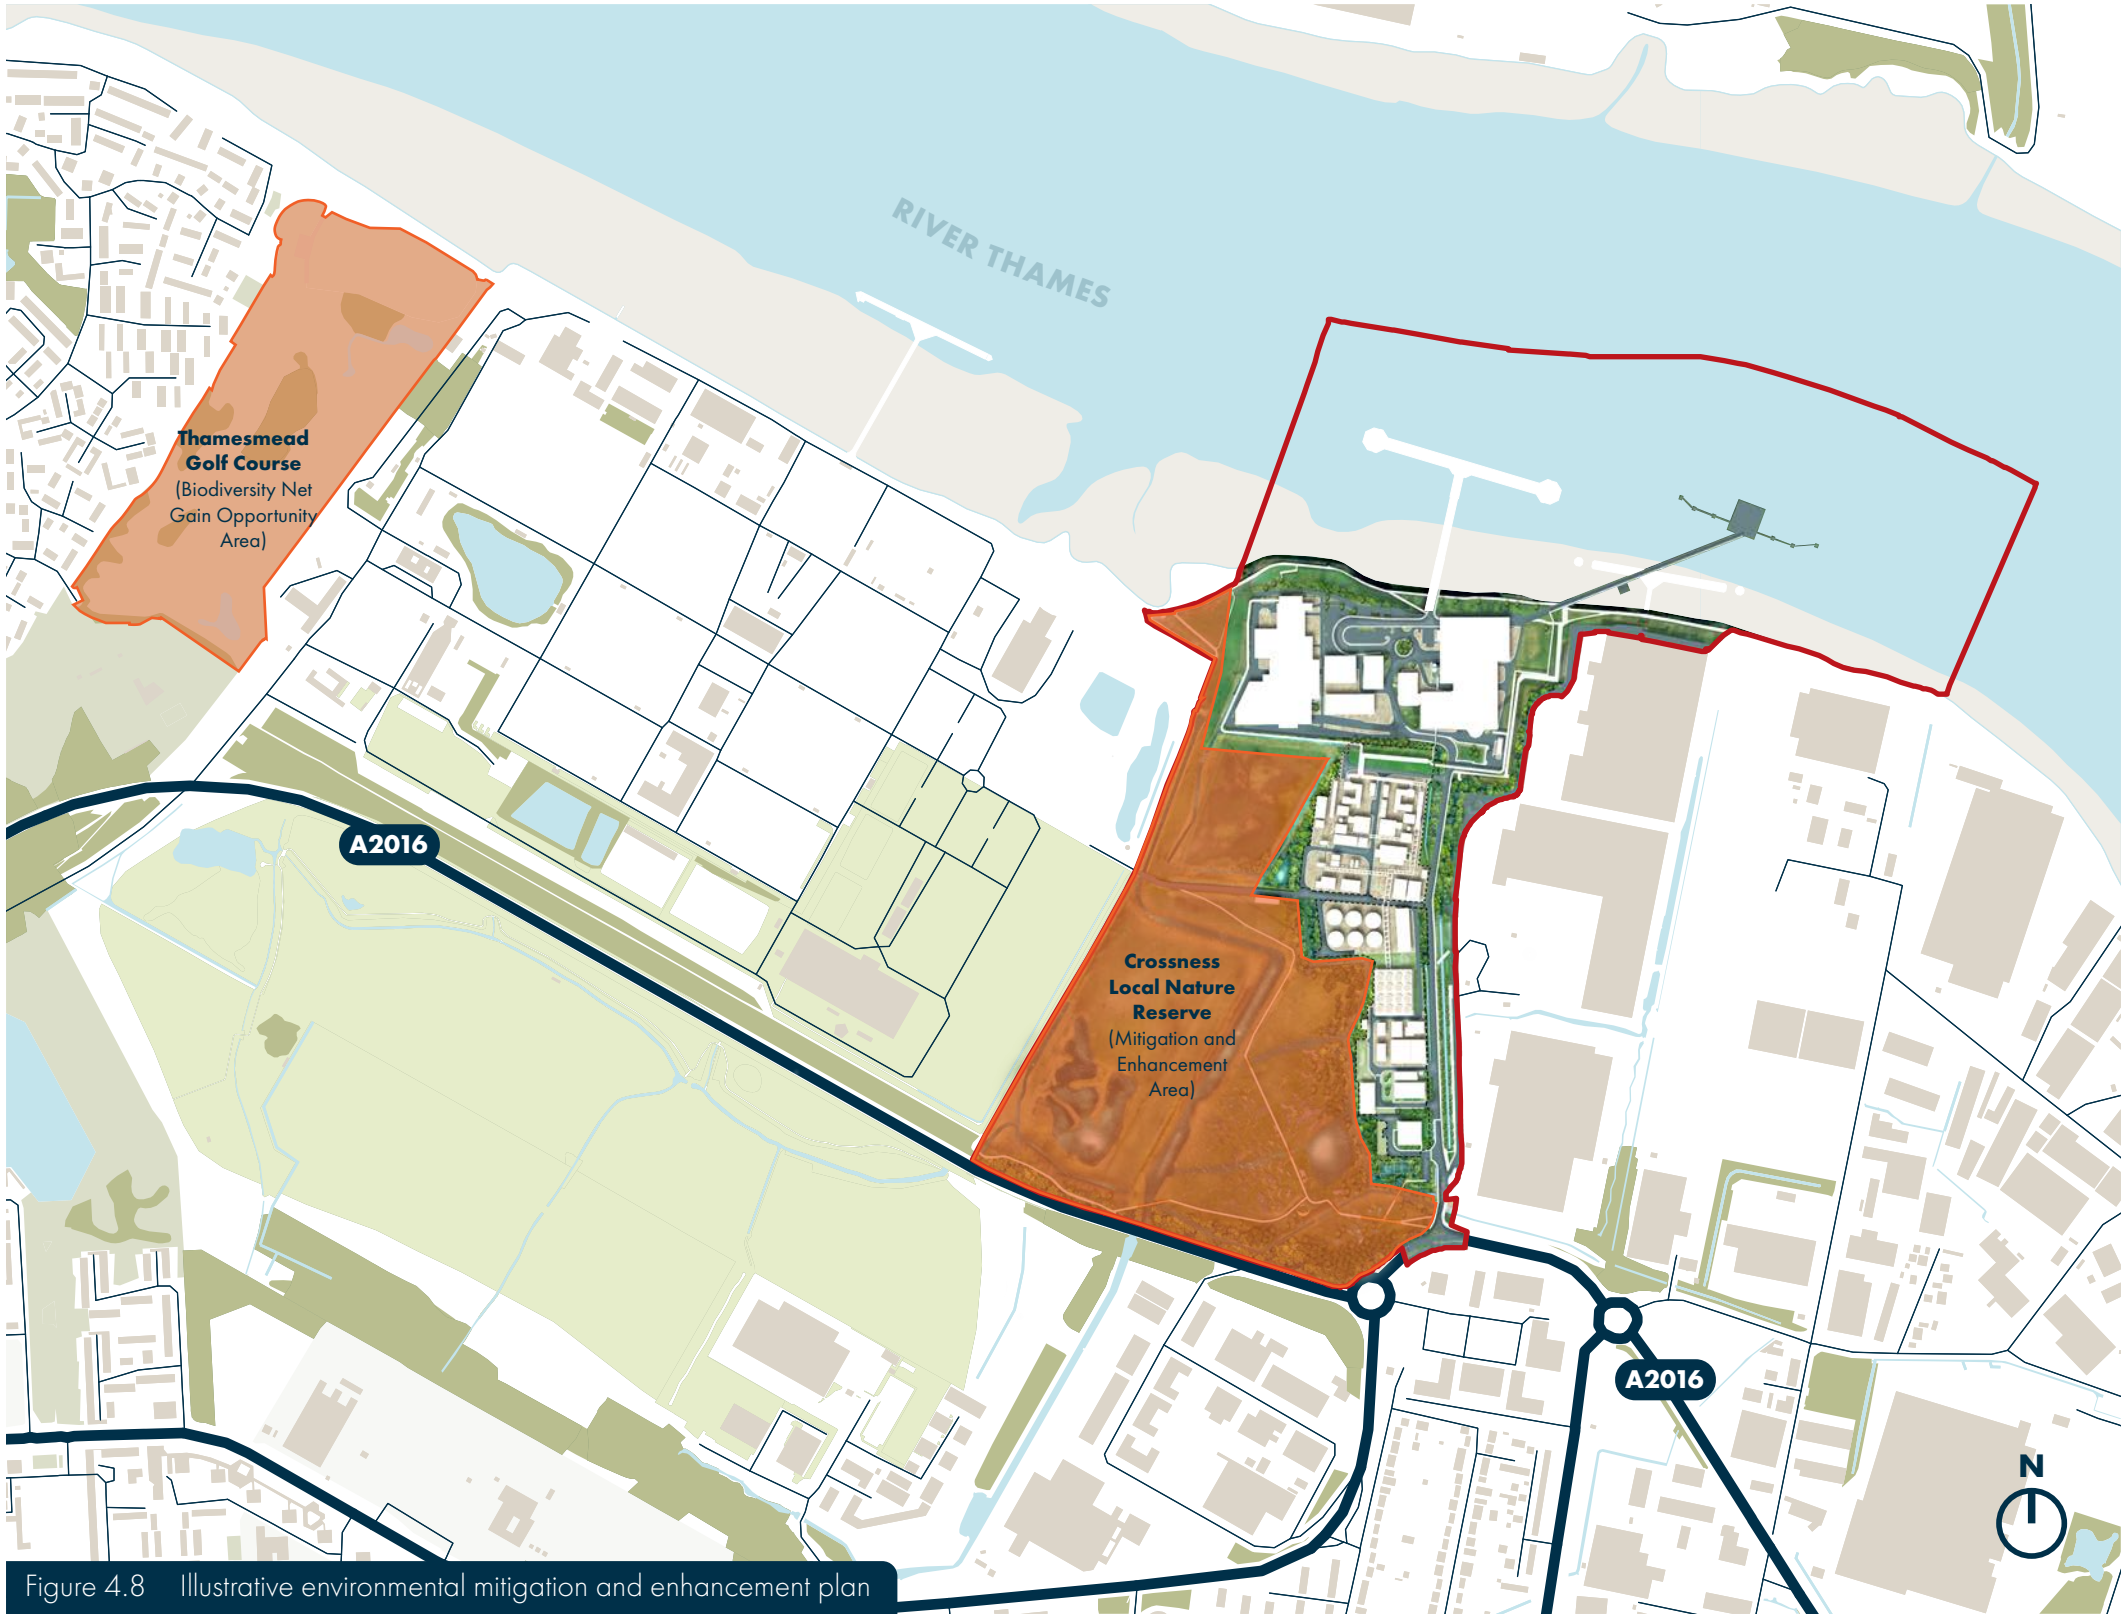 RIVER THAMES
Thamesmead
Golf Course
(Biodiversity Net
Gain Opportunity
Area)
A2016
Crossness
Local Nature
Reserve
(Mitigation and
Enhancement
Area)
A2016
N
Figure 4.8 Illustrative environmental mitigation and enhancement plan